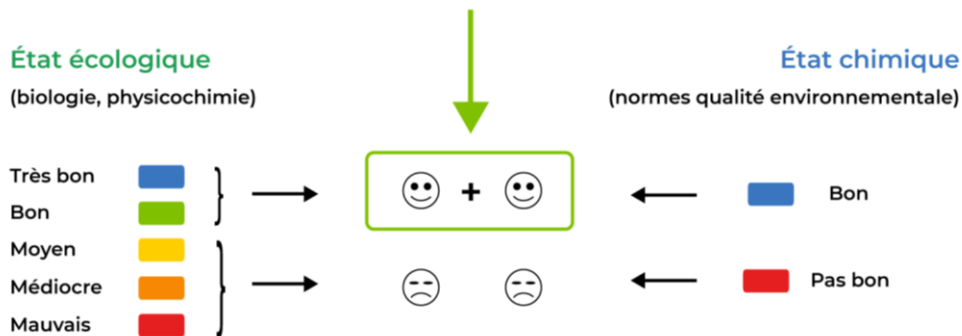 État écologique
(biologie, physicochimie)
Très bon
Bon
Moyen
Médiocre
Mauvais
+
État chimique
(normes qualité environnementale)
Bon
Pas bon